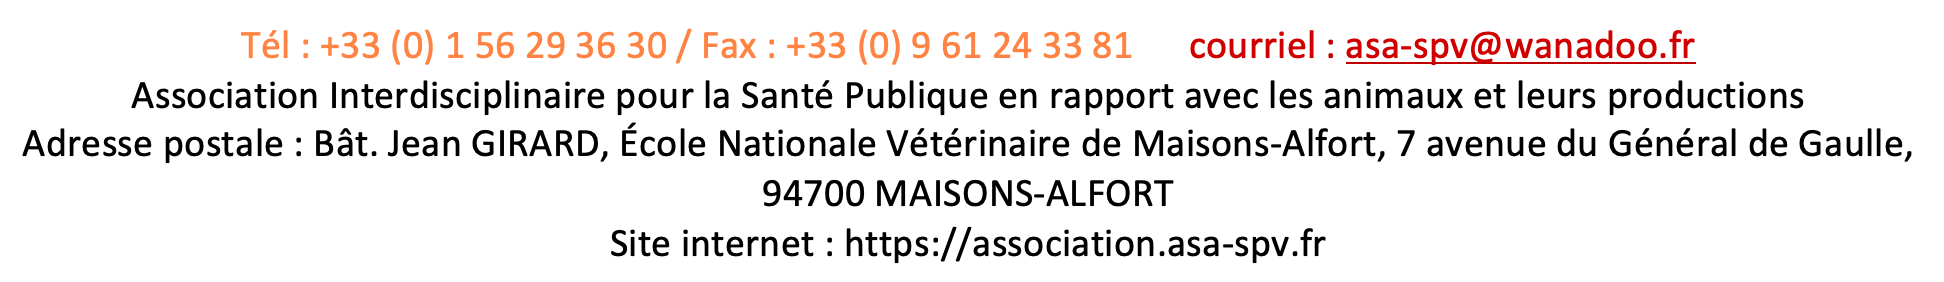 Tél : +33 (0) 1 56 29 36 30 / Fax : +33 (0) 9 61 24 33 81 courriel : asa-spv@wanadoo.fr
Association Interdisciplinaire pour la Santé Publique en rapport avec les animaux et leurs productions
Adresse postale : Bât. Jean GIRARD, École Nationale Vétérinaire de Maisons-Alfort, 7 avenue du Général de Gaulle,
94700 MAISONS-ALFORT
Site internet : https://association.asa-spv.fr